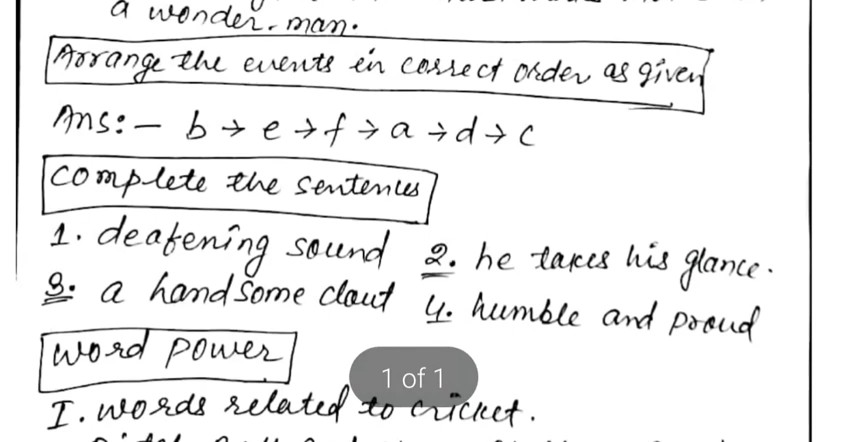 a wonder-man.
Arrange the events in correct order as given
Ans:- b → e → f → a → d → c
Complete the sentences
1. deafening sound 2. he takes his glance.
3. a handsome clout 4. humble and proud
Word power
1 of 1
I. words related to cricket.